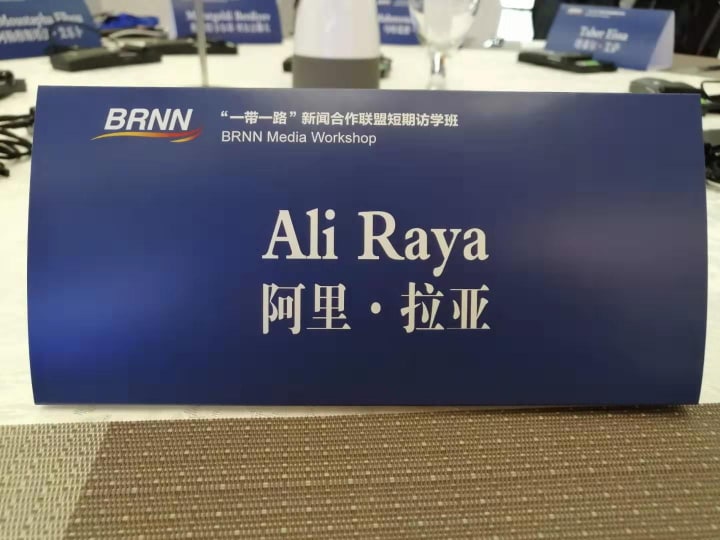 BRNN
“一带一路”新闻合作联盟短期访学班
BRNN Media Workshop
Ali Raya
阿里·拉亚